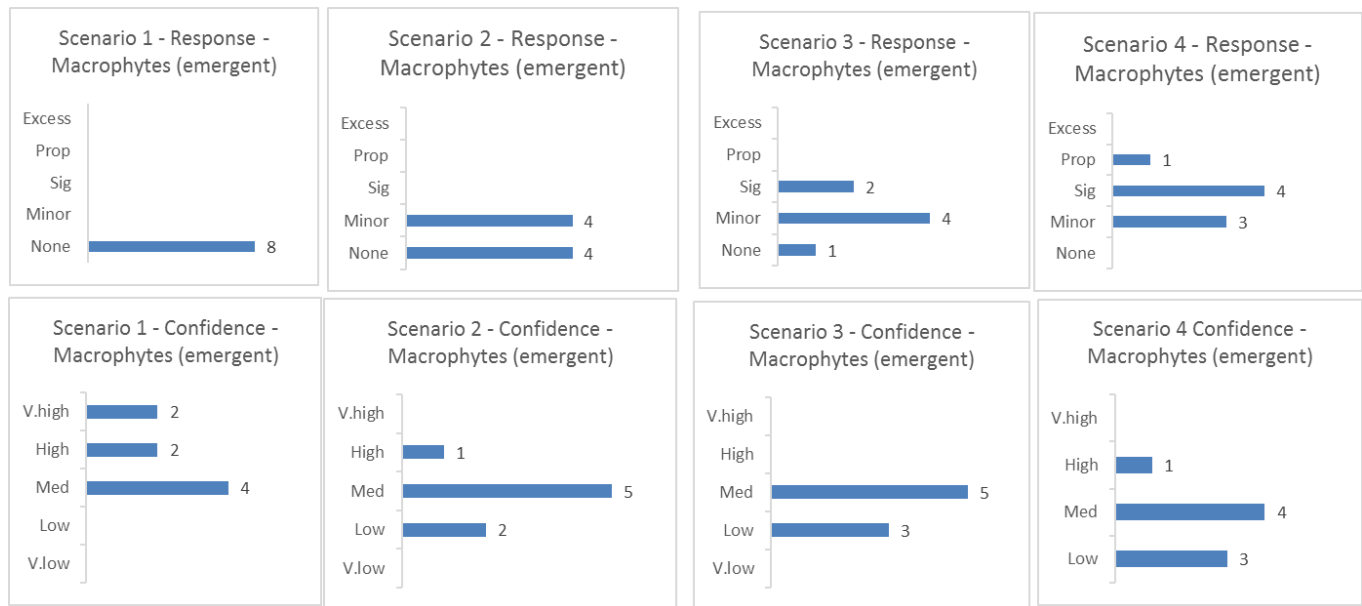 Scenario 1 - Response -
Macrophytes (emergent)
Excess
Prop
Sig
Minor
None 8
Scenario 2 - Response -
Macrophytes (emergent)
Excess
Prop
Sig
Minor 4
None 4
Scenario 3 - Response -
Macrophytes (emergent)
Excess
Prop
Sig 2
Minor 4
None 1
Scenario 4 - Response -
Macrophytes (emergent)
Excess
Prop 1
Sig 4
Minor 3
None
Scenario 1 - Confidence -
Macrophytes (emergent)
V.high 2
High 2
Med 4
Low
V.low
Scenario 2 - Confidence -
Macrophytes (emergent)
V.high
High 1
Med 5
Low 2
V.low
Scenario 3 - Confidence -
Macrophytes (emergent)
V.high
High
Med 5
Low 3
V.low
Scenario 4 Confidence -
Macrophytes (emergent)
V.high
High 1
Med 4
Low 3